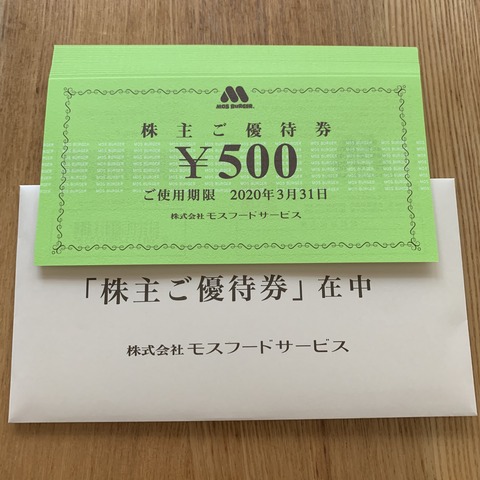 MOS BURGER.
株主ご優待券
￥500
ご使用期限 2020年3月31日
株式会社 モスフードサービス
「株主ご優待券」在中
株式会社 モスフードサービス